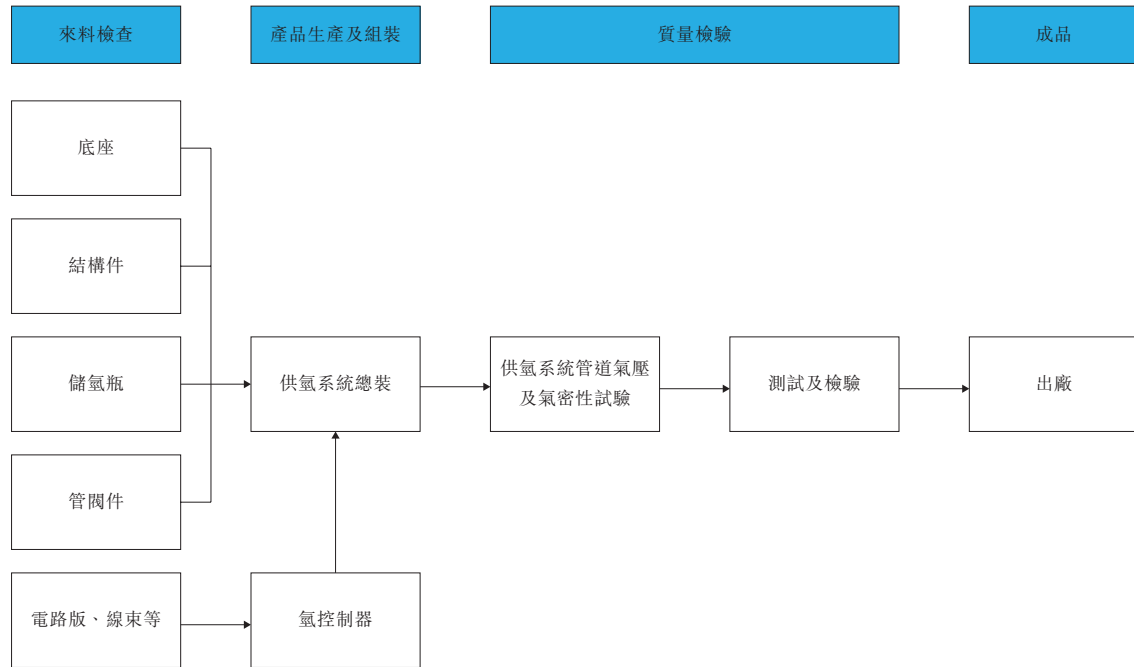 來料檢查
產品生產及組裝
質量檢驗
成品
底座
結構件
儲氫瓶
供氫系統總裝
供氫系統管道氣壓
及氣密性試驗
測試及檢驗
出廠
管閥件
電路版、線束等
氫控制器